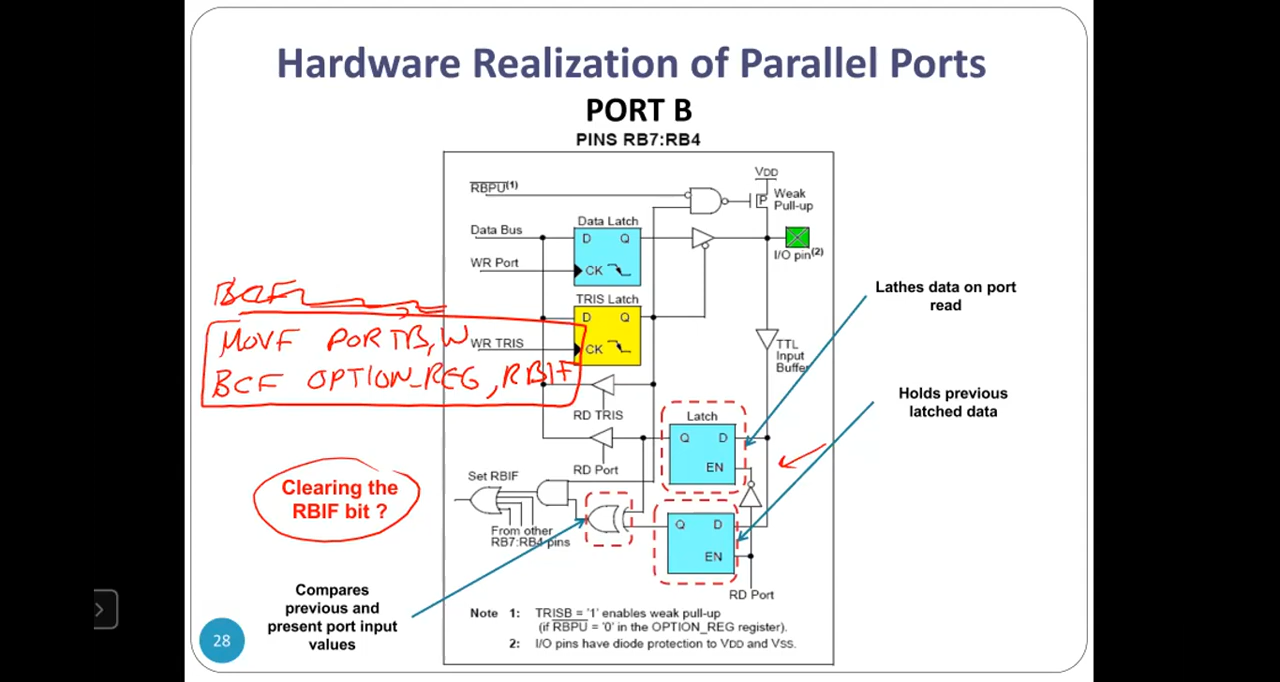 Hardware Realization of Parallel Ports
PORT B
PINS RB7:RB4
RBPU(1)
VDD
P
Weak
Pull-up
Data Latch
Data Bus
D Q
I/O pin(2)
WR Port
CK
TRIS Latch
D Q
WR TRIS
CK
TTL
Input
Buffer
RD TRIS
Latch
Q D
EN
RD Port
Set RBIF
Q D
EN
From other
RB7:RB4 pins
RD Port
Note 1: TRISB = '1' enables weak pull-up
(if RBPU = '0' in the OPTION_REG register).
2: I/O pins have diode protection to VDD and VSS.
BCF
MOVF PORTB, W
BCF OPTION_REG, RBIF
Clearing the
RBIF bit ?
Lathes data on port
read
Holds previous
latched data
Compares
previous and
present port input
values
28